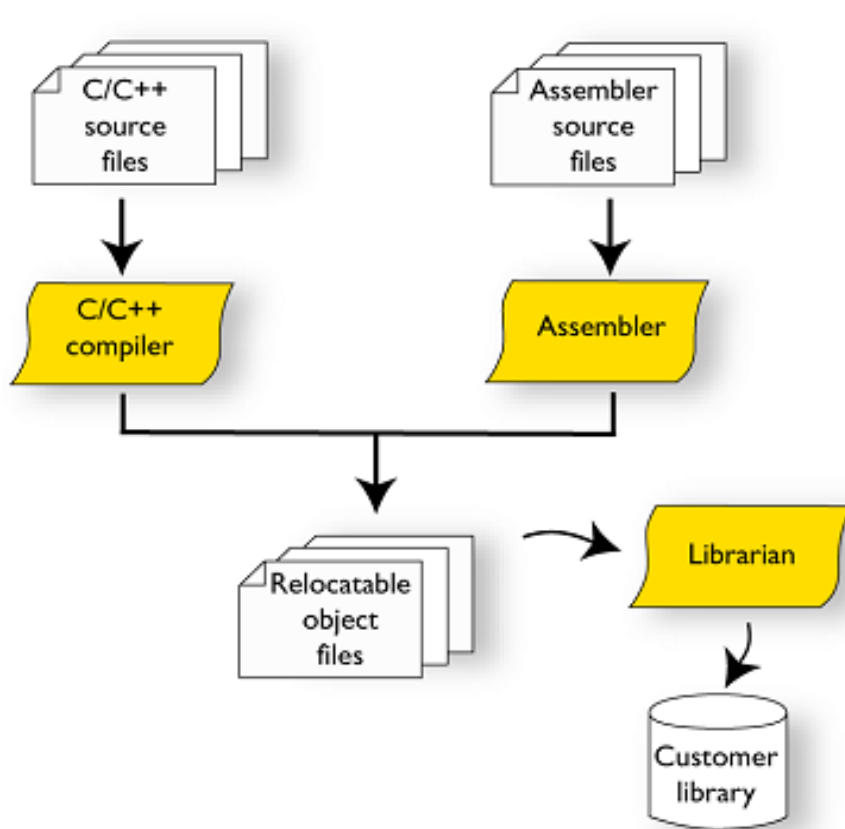 C/C++
source
files
Assembler
source
files
C/C++
compiler
Assembler
Relocatable
object
files
Librarian
Customer
library